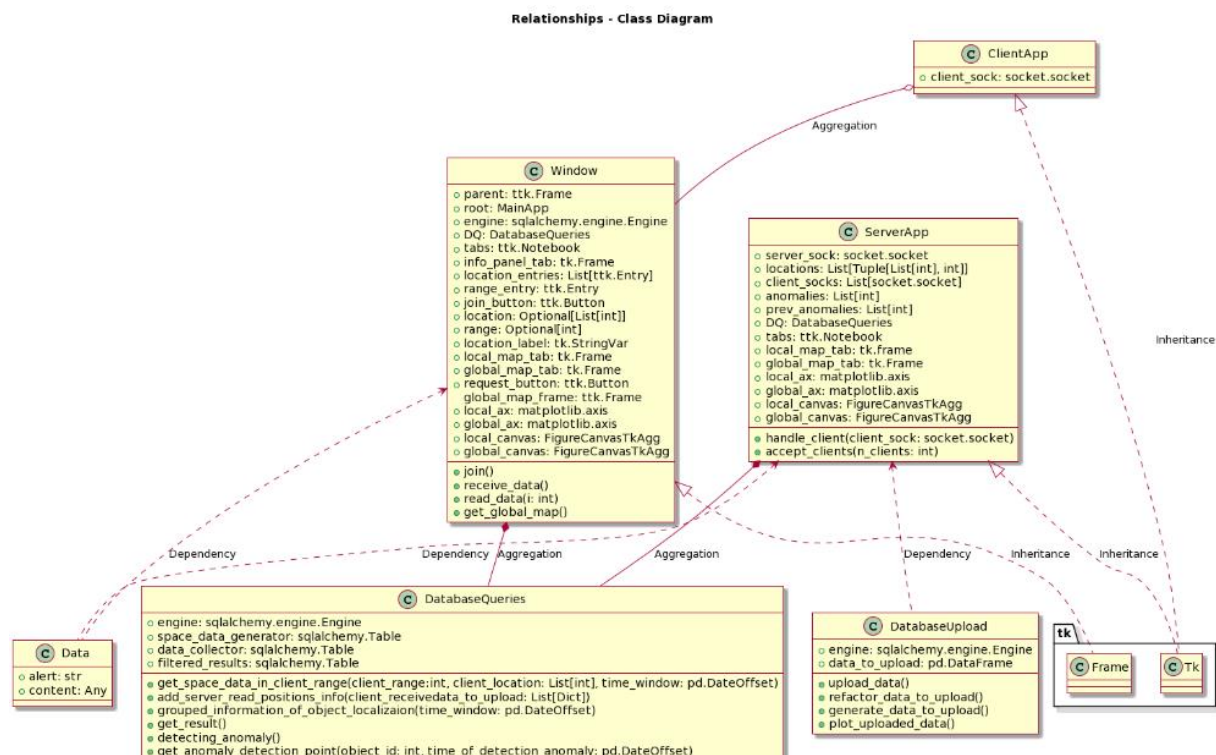 Relationships - Class Diagram
C ClientApp
client_sock: socket.socket
Aggregation
C Window
parent: ttk.Frame
root: MainApp
engine: sqlalchemy.engine.Engine
DQ: DatabaseQueries
tabs: ttk.Notebook
info_panel_tab: tk.Frame
location_entries: List[ttk.Entry]
range_entry: ttk.Entry
join_button: ttk.Button
location: Optional[List[int]]
range: Optional[int]
location_label: tk.StringVar
local_map_tab: tk.Frame
global_map_tab: tk.Frame
request_button: ttk.Button
global_map_frame: ttk.Frame
local_ax: matplotlib.axis
global_ax: matplotlib.axis
local_canvas: FigureCanvasTkAgg
global_canvas: FigureCanvasTkAgg
join()
receive_data()
read_data(i: int)
get_global_map()
C ServerApp
server_sock: socket.socket
locations: List[Tuple[List[int], int]]
client_socks: List[socket.socket]
anomalies: List[int]
prev_anomalies: List[int]
DQ: DatabaseQueries
tabs: ttk.Notebook
local_map_tab: tk.frame
global_map_tab: tk.Frame
local_ax: matplotlib.axis
global_ax: matplotlib.axis
local_canvas: FigureCanvasTkAgg
global_canvas: FigureCanvasTkAgg
handle_client(client_sock: socket.socket)
accept_clients(n_clients: int)
Inheritance
Dependency
Dependency
Aggregation
Aggregation
Dependency
Inheritance
Inheritance
C Data
alert: str
content: Any
C DatabaseQueries
engine: sqlalchemy.engine.Engine
space_data_generator: sqlalchemy.Table
data_collector: sqlalchemy.Table
filtered_results: sqlalchemy.Table
get_space_data_in_client_range(client_range:int, client_location: List[int], time_window: pd.DateOffset)
add_server_read_positions_info(client_receivedata_to_upload: List[Dict])
grouped_information_of_object_localizaion(time_window: pd.DateOffset)
get_result()
detecting_anomaly()
get_anomaly_detection_point(object_id: int, time_of_detection_anomaly: pd.DateOffset)
C DatabaseUpload
engine: sqlalchemy.engine.Engine
data_to_upload: pd.DataFrame
upload_data()
refactor_data_to_upload()
generate_data_to_upload()
plot_uploaded_data()
tk
C Frame
C Tk